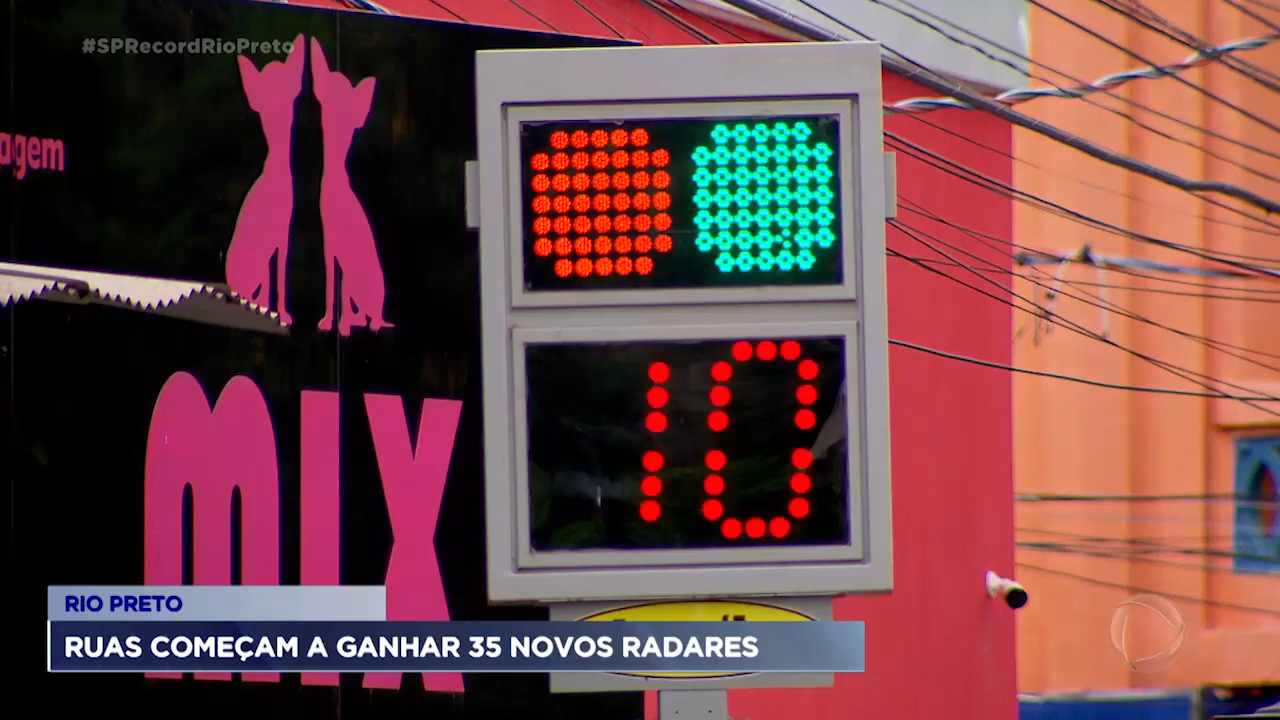 #SPRecordRioPreto
agem
10
MIX
RIO PRETO
RUAS COMEÇAM A GANHAR 35 NOVOS RADARES